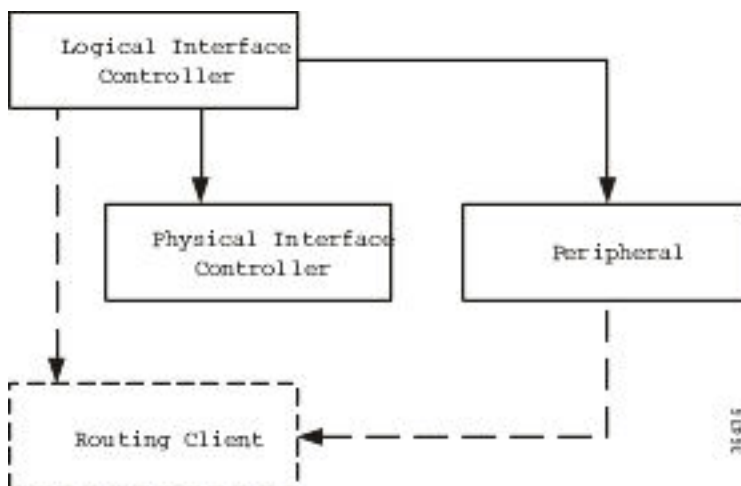 Logical Interface
Controller
Physical Interface
Controller
Peripheral
Routing Client